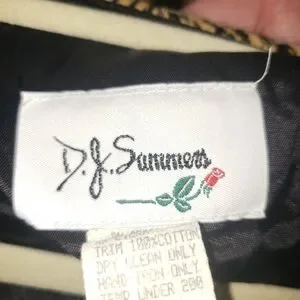 D.J. Summers
TRIM 100%COTTON
DRY CLEAN ONLY
HAND IRON ONLY
TEMP UNDER 200